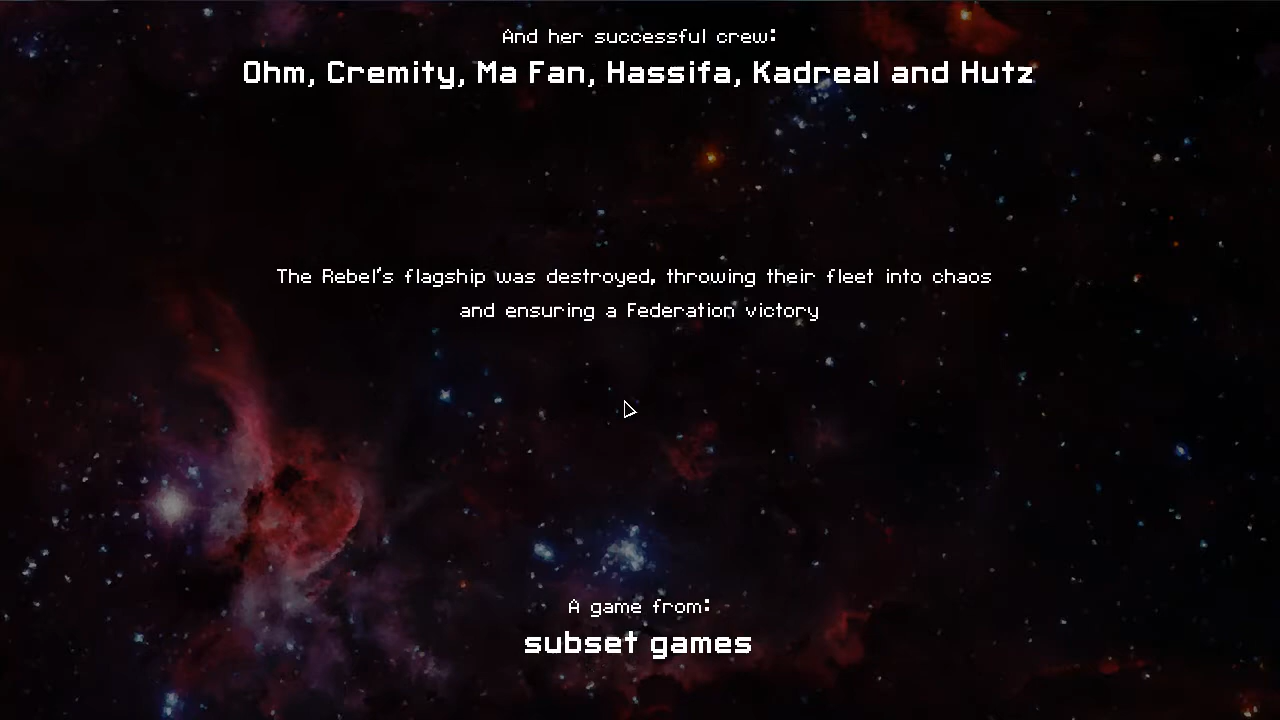 And her successful crew:
Ohm, Cremity, Ma Fan, Hassifa, Kadreal and Hutz
The Rebel's flagship was destroyed, throwing their fleet into chaos
and ensuring a Federation victory
A game from:
subset games